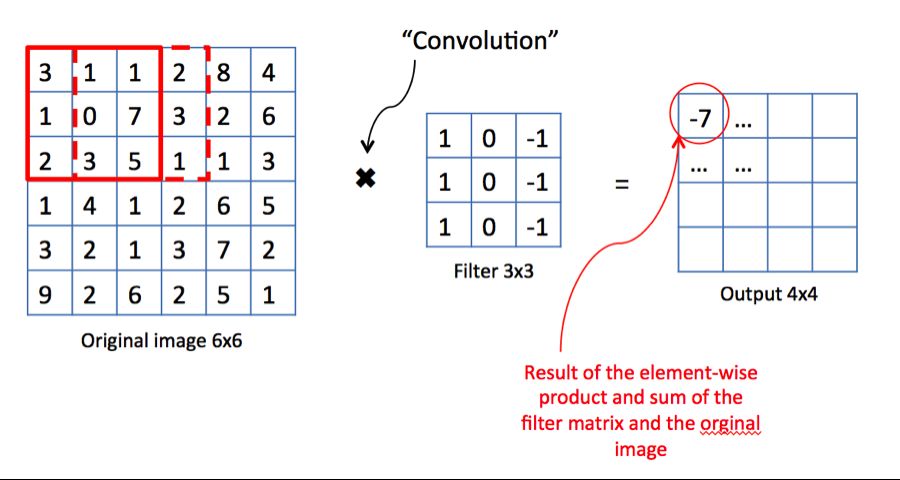 “Convolution”
3 1 1 2 8 4
1 0 7 3 2 6
2 3 5 1 1 3
1 4 1 2 6 5
3 2 1 3 7 2
9 2 6 2 5 1
Original image 6x6
✖
1 0 -1
1 0 -1
1 0 -1
Filter 3x3
=
-7 ...
... ...
Output 4x4
Result of the element-wise
product and sum of the
filter matrix and the orginal
image